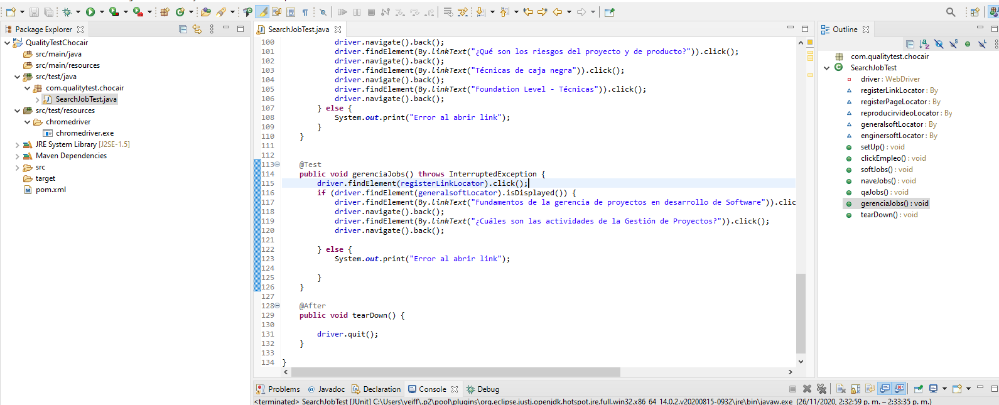 Package Explorer
QualityTestChocair
src/main/java
src/main/resources
src/test/java
com.qualitytest.chocair
SearchJobTest.java
src/test/resources
chromedriver
chromedriver.exe
JRE System Library [J2SE-1.5]
Maven Dependencies
src
target
pom.xml
SearchJobTest.java
100 driver.navigate().back();
101 driver.findElement(By.linkText("¿Qué son los riesgos del proyecto y de producto?")).click();
102 driver.navigate().back();
103 driver.findElement(By.linkText("Técnicas de caja negra")).click();
104 driver.navigate().back();
105 driver.findElement(By.linkText("Foundation Level - Técnicas")).click();
106 driver.navigate().back();
107 } else {
108 System.out.print("Error al abrir link");
109 }
110 }
111
112
113 @Test
114 public void gerenciaJobs() throws InterruptedException {
115 driver.findElement(registerLinkLocator).click();
116 if (driver.findElement(generalsoftLocator).isDisplayed()) {
117 driver.findElement(By.linkText("Fundamentos de la gerencia de proyectos en desarrollo de Software")).clic
118 driver.navigate().back();
119 driver.findElement(By.linkText("¿Cuáles son las actividades de la Gestión de Proyectos?")).click();
120 driver.navigate().back();
121
122 } else {
123 System.out.print("Error al abrir link");
124
125 }
126 }
127
128 @After
129 public void tearDown() {
130
131 driver.quit();
132 }
133
134 }
Outline
com.qualitytest.chocair
SearchJobTest
driver : WebDriver
registerLinkLocator : By
registerPageLocator : By
reproducirvideoLocator : By
generalsoftLocator : By
enginersoftLocator : By
setUp() : void
clickEmpleo() : void
softJobs() : void
naveJobs() : void
qaJobs() : void
gerenciaJobs() : void
tearDown() : void
Problems @ Javadoc Declaration Console Debug
<terminated> SearchJobTest [JUnit] C:\Users\yeiff\.p2\pool\plugins\org.eclipse.justj.openjdk.hotspot.jre.full.win32.x86_64_14.0.2.v20200815-0932\jre\bin\javaw.exe (26/11/2020, 2:32:59 p. m. – 2:33:35 p. m.)